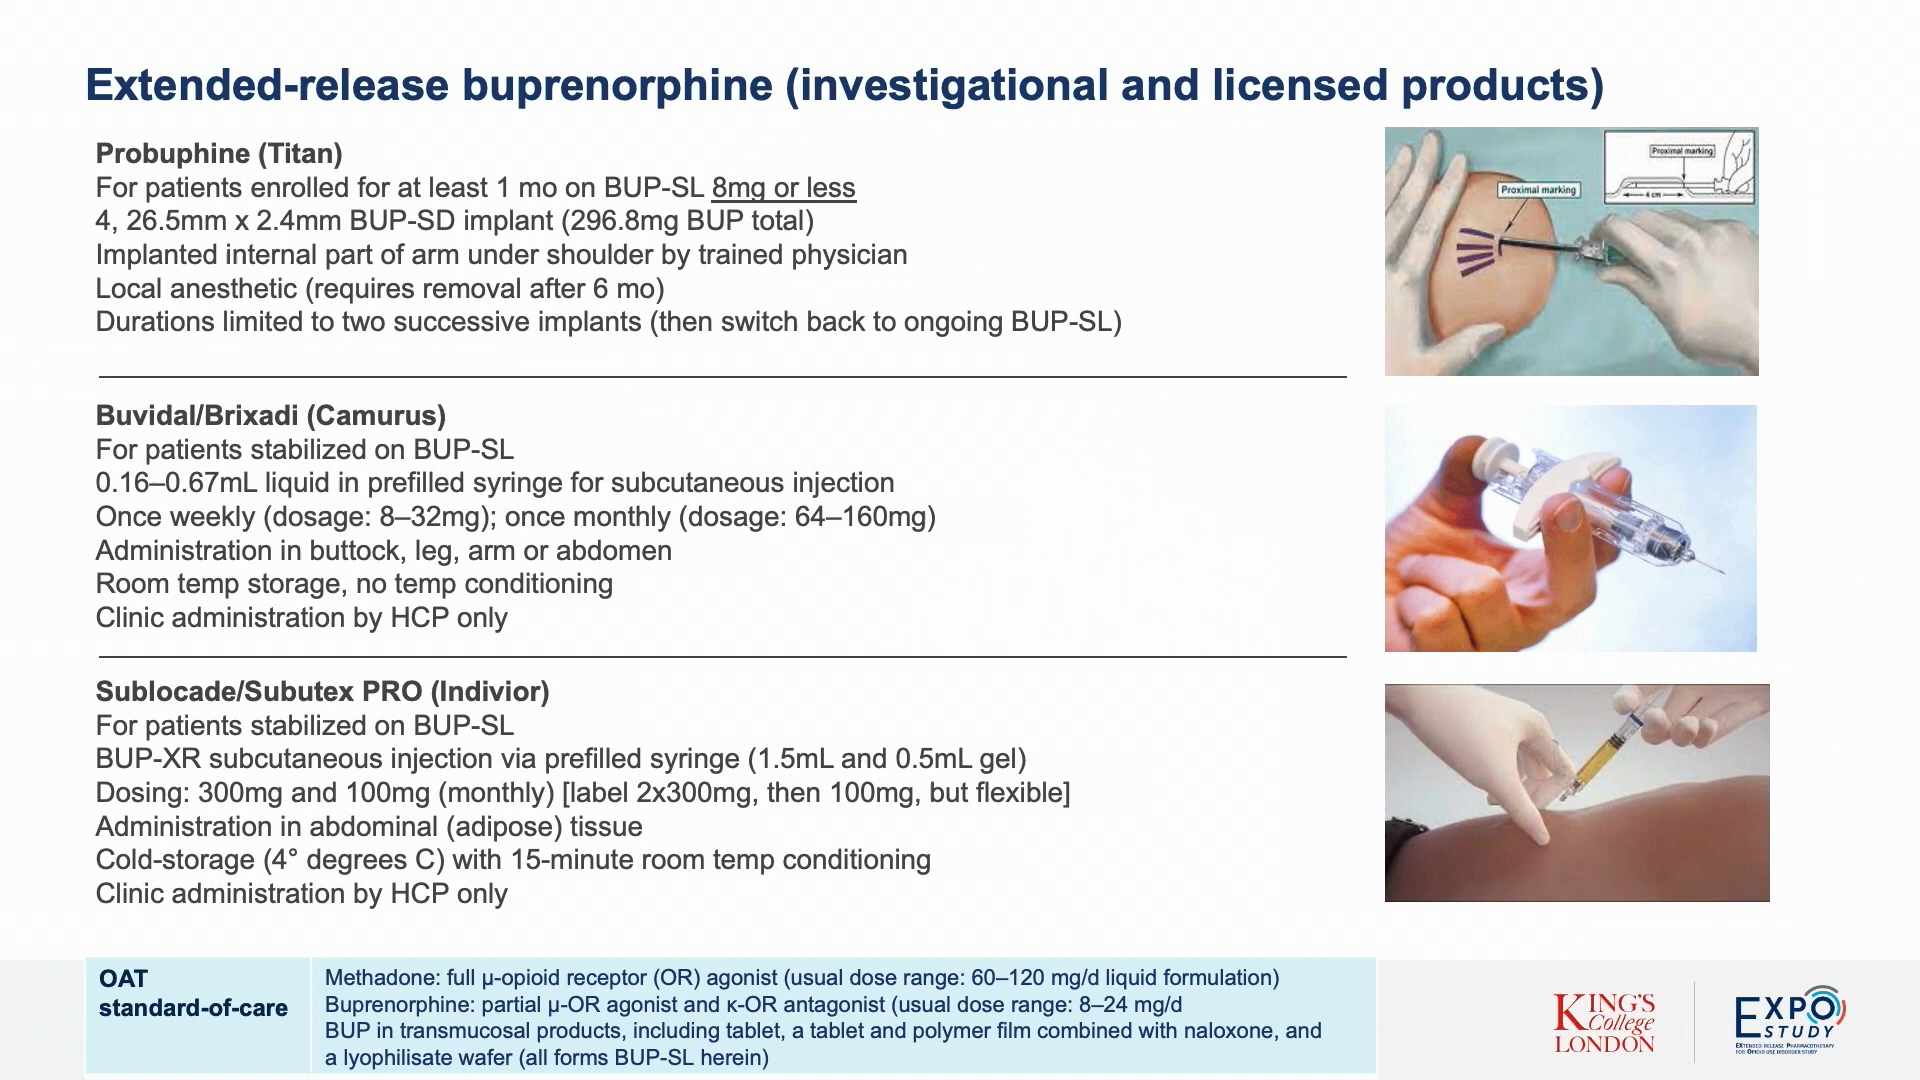 Extended-release buprenorphine (investigational and licensed products)
Probuphine (Titan)
For patients enrolled for at least 1 mo on BUP-SL 8mg or less
4, 26.5mm x 2.4mm BUP-SD implant (296.8mg BUP total)
Implanted internal part of arm under shoulder by trained physician
Local anesthetic (requires removal after 6 mo)
Durations limited to two successive implants (then switch back to ongoing BUP-SL)
Proximal marking
Proximal marking
4 cm
Buvidal/Brixadi (Camurus)
For patients stabilized on BUP-SL
0.16–0.67mL liquid in prefilled syringe for subcutaneous injection
Once weekly (dosage: 8–32mg); once monthly (dosage: 64–160mg)
Administration in buttock, leg, arm or abdomen
Room temp storage, no temp conditioning
Clinic administration by HCP only
Sublocade/Subutex PRO (Indivior)
For patients stabilized on BUP-SL
BUP-XR subcutaneous injection via prefilled syringe (1.5mL and 0.5mL gel)
Dosing: 300mg and 100mg (monthly) [label 2x300mg, then 100mg, but flexible]
Administration in abdominal (adipose) tissue
Cold-storage (4° degrees C) with 15-minute room temp conditioning
Clinic administration by HCP only
OAT
standard-of-care
Methadone: full µ-opioid receptor (OR) agonist (usual dose range: 60–120 mg/d liquid formulation)
Buprenorphine: partial µ-OR agonist and κ-OR antagonist (usual dose range: 8–24 mg/d
BUP in transmucosal products, including tablet, a tablet and polymer film combined with naloxone, and
a lyophilisate wafer (all forms BUP-SL herein)
KING'S
College
LONDON
EXPO
STUDY
EXTENDED-RELEASE PHARMACOTHERAPY
FOR OPIOID USE DISORDER STUDY